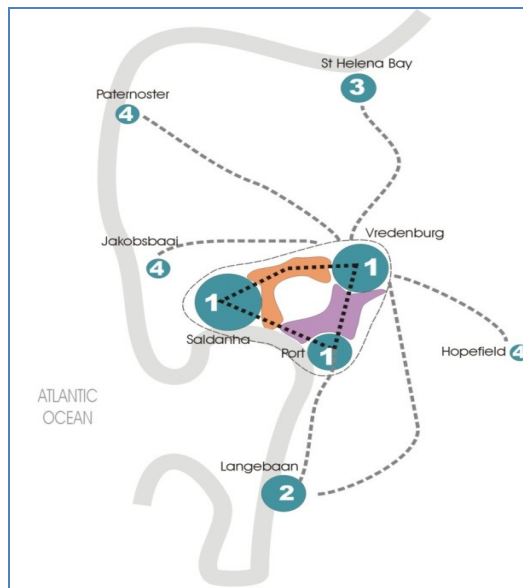 St Helena Bay
3
Paternoster
4
Vredenburg
1
Jakobsbaai
4
1
Saldanha
Port
1
Hopefield
4
ATLANTIC
OCEAN
Langebaan
2